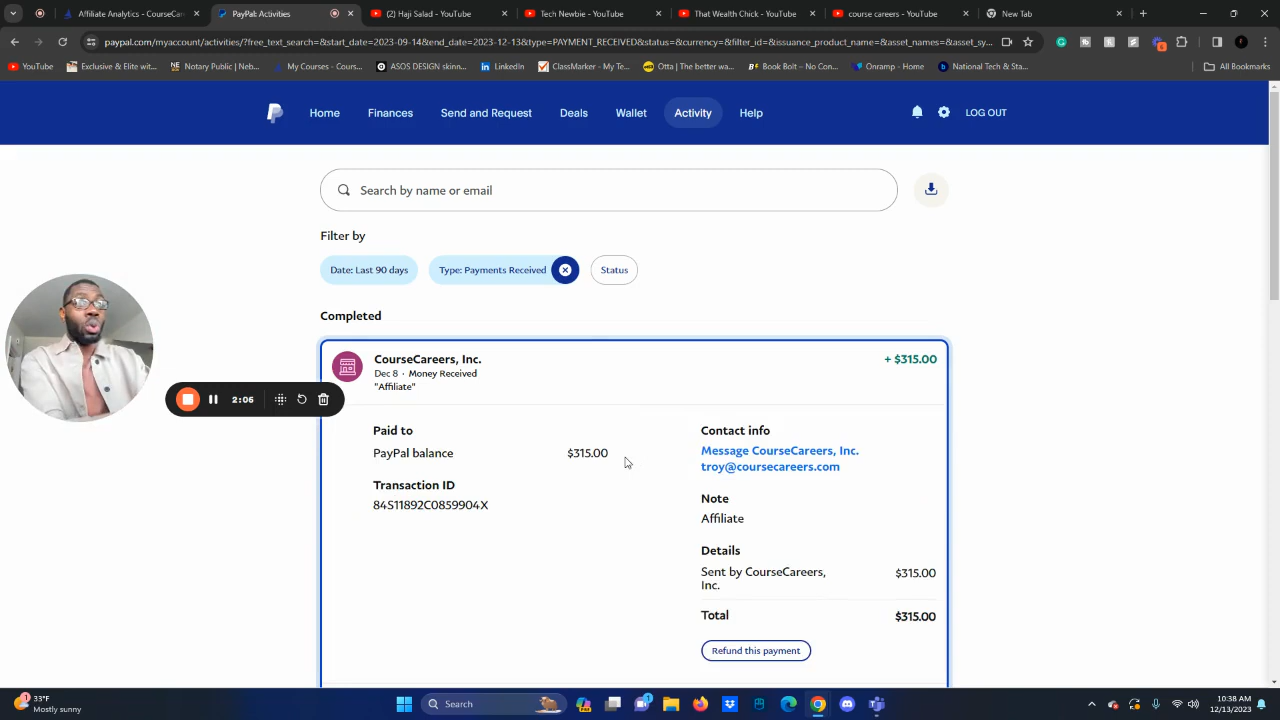 Affiliate Analytics - CourseCar
PayPal: Activities
(2) Haji Salad - YouTube
Tech Newbie - YouTube
That Wealth Chick - YouTube
course careers - YouTube
New Tab
paypal.com/myaccount/activities/?free_text_search=&start_date=2023-09-14&end_date=2023-12-13&type=PAYMENT_RECEIVED&status=&currency=&filter_id=&issuance_product_name=&asset_names=&asset_sy...
YouTube
Exclusive & Elite wit...
Notary Public | Neb...
My Courses - Cours...
ASOS DESIGN skinn...
LinkedIn
ClassMarker - My Te...
Otta | The better wa...
Book Bolt – No Con...
Onramp - Home
National Tech & Sta...
All Bookmarks
Home
Finances
Send and Request
Deals
Wallet
Activity
Help
LOG OUT
Search by name or email
Filter by
Date: Last 90 days
Type: Payments Received
Status
Completed
CourseCareers, Inc.
+ $315.00
Dec 8 · Money Received
"Affiliate"
2:06
Paid to
PayPal balance
$315.00
Transaction ID
84S11892C0859904X
Contact info
Message CourseCareers, Inc.
troy@coursecareers.com
Note
Affiliate
Details
Sent by CourseCareers,
Inc.
$315.00
Total
$315.00
Refund this payment
33°F
Mostly sunny
Search
10:38 AM
12/13/2023